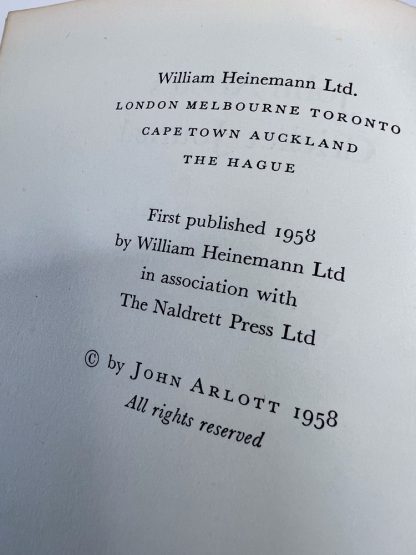 William Heinemann Ltd.
LONDON MELBOURNE TORONTO
CAPE TOWN AUCKLAND
THE HAGUE
First published 1958
by William Heinemann Ltd
in association with
The Naldrett Press Ltd
© by JOHN ARLOTT 1958
All rights reserved